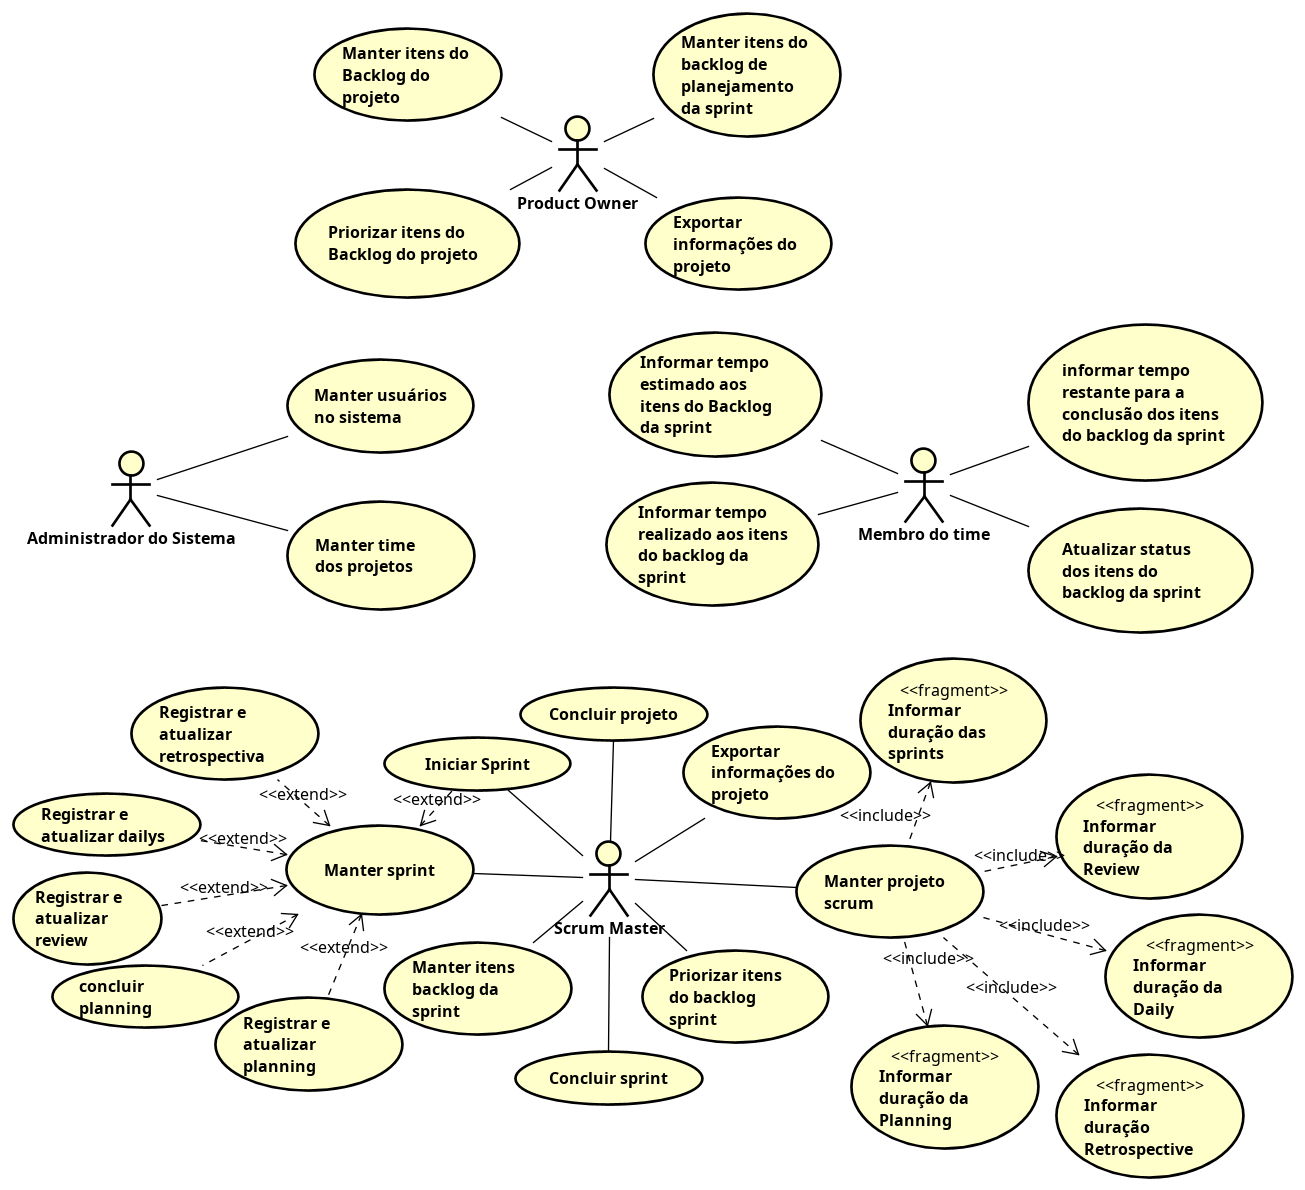 Manter itens do
Backlog do
projeto
Manter itens do
backlog de
planejamento
da sprint
Product Owner
Priorizar itens do
Backlog do projeto
Exportar
informações do
projeto
Manter usuários
no sistema
Administrador do Sistema
Manter time
dos projetos
Informar tempo
estimado aos
itens do Backlog
da sprint
informar tempo
restante para a
conclusão dos itens
do backlog da sprint
Membro do time
Informar tempo
realizado aos itens
do backlog da
sprint
Atualizar status
dos itens do
backlog da sprint
Registrar e
atualizar
retrospectiva
<<extend>>
Iniciar Sprint
<<extend>>
Concluir projeto
Exportar
informações do
projeto
<<fragment>>
Informar
duração das
sprints
<<include>>
Registrar e
atualizar dailys
<<extend>>
Manter sprint
Registrar e
atualizar
review
<<extend>>
concluir
planning
<<extend>>
Registrar e
atualizar
planning
<<extend>>
Scrum Master
Manter itens
backlog da
sprint
Priorizar itens
do backlog
sprint
Concluir sprint
Manter projeto
scrum
<<include>>
<<fragment>>
Informar
duração da
Review
<<include>>
<<fragment>>
Informar
duração da
Daily
<<include>>
<<fragment>>
Informar
duração da
Planning
<<include>>
<<fragment>>
Informar
duração
Retrospective